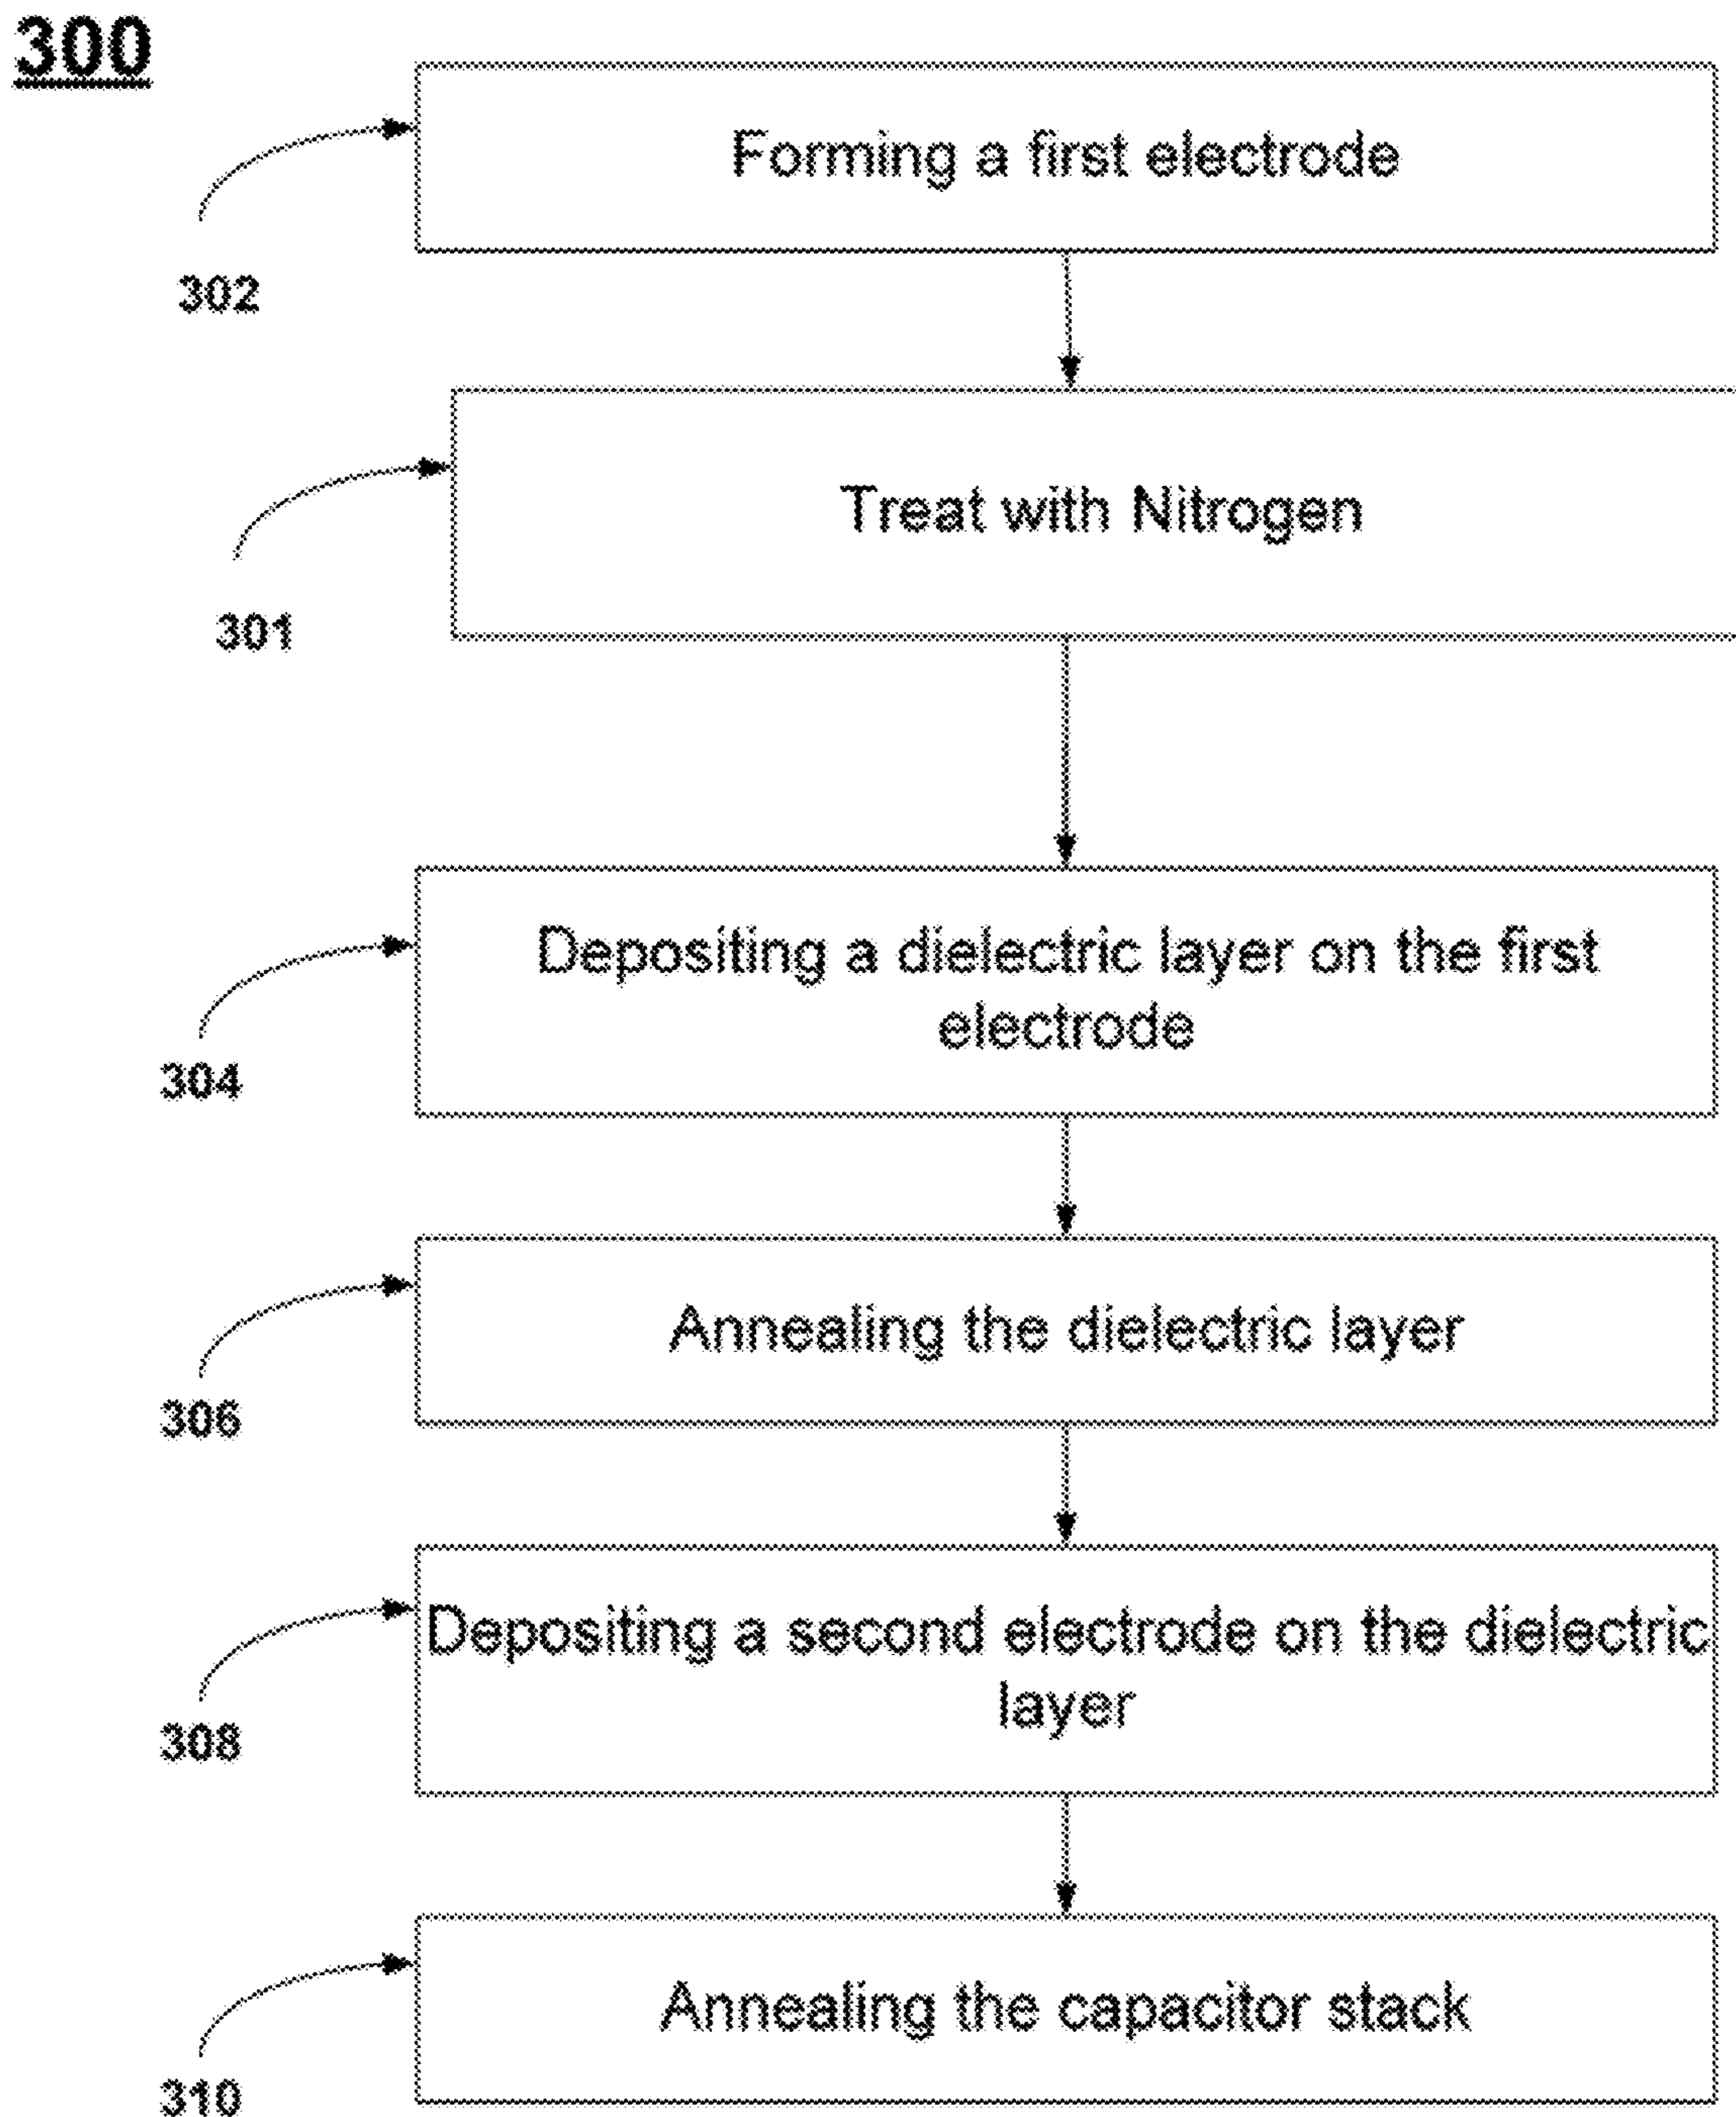 300
Forming a first electrode
302
Treat with Nitrogen
301
Depositing a dielectric layer on the first
electrode
304
Annealing the dielectric layer
306
Depositing a second electrode on the dielectric
layer
308
Annealing the capacitor stack
310